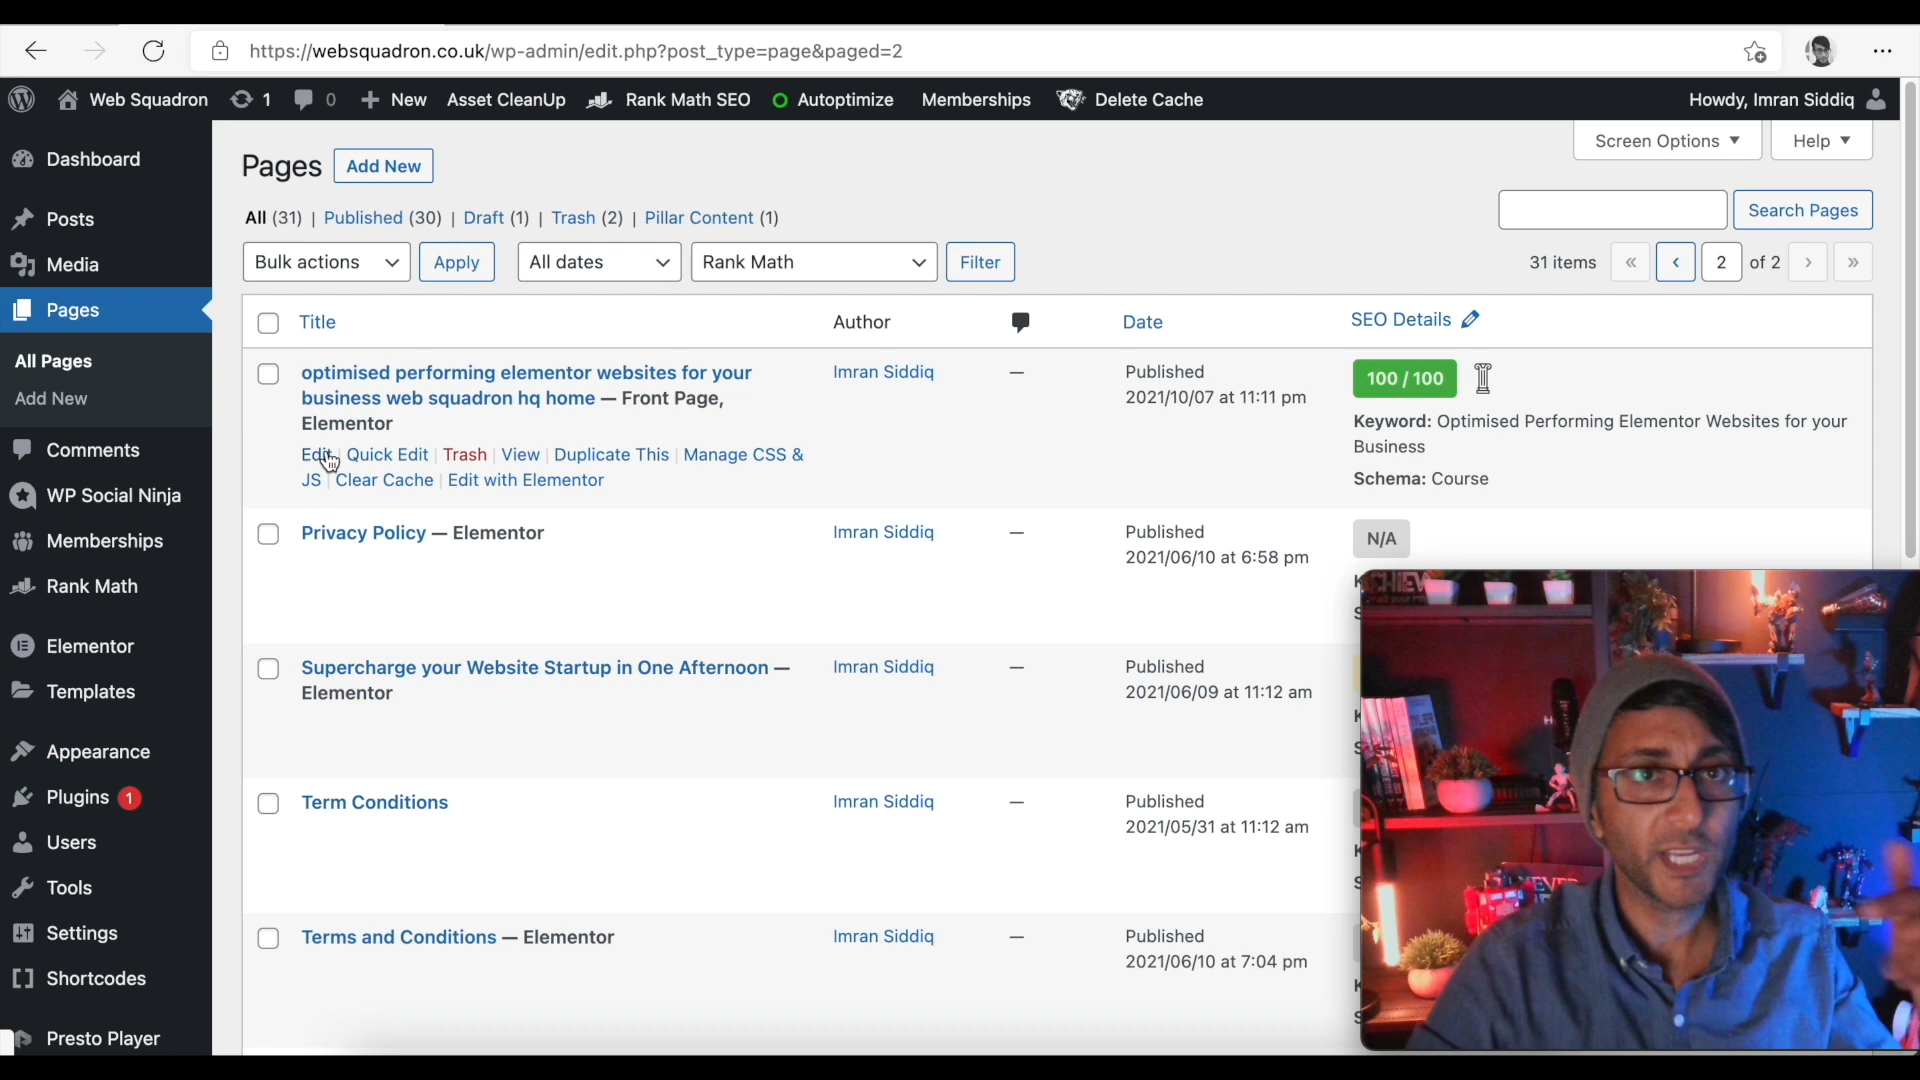 https://websquadron.co.uk/wp-admin/edit.php?post_type=page&paged=2
Web Squadron 1 0 New Asset CleanUp Rank Math SEO Autoptimize Memberships Delete Cache Howdy, Imran Siddiq
Screen Options Help
Dashboard
Posts
Media
Pages
All Pages
Add New
Comments
WP Social Ninja
Memberships
Rank Math
Elementor
Templates
Appearance
Plugins 1
Users
Tools
Settings
Shortcodes
Presto Player
Pages Add New
All (31) | Published (30) | Draft (1) | Trash (2) | Pillar Content (1)
Search Pages
Bulk actions Apply All dates Rank Math Filter 31 items « ‹ 2 of 2 › »
Title Author Date SEO Details
optimised performing elementor websites for your
business web squadron hq home — Front Page,
Elementor
Edit | Quick Edit | Trash | View | Duplicate This | Manage CSS &
JS | Clear Cache | Edit with Elementor
Imran Siddiq
—
Published
2021/10/07 at 11:11 pm
100 / 100
Keyword: Optimised Performing Elementor Websites for your
Business
Schema: Course
Privacy Policy — Elementor
Imran Siddiq
—
Published
2021/06/10 at 6:58 pm
N/A
Supercharge your Website Startup in One Afternoon —
Elementor
Imran Siddiq
—
Published
2021/06/09 at 11:12 am
Term Conditions
Imran Siddiq
—
Published
2021/05/31 at 11:12 am
Terms and Conditions — Elementor
Imran Siddiq
—
Published
2021/06/10 at 7:04 pm